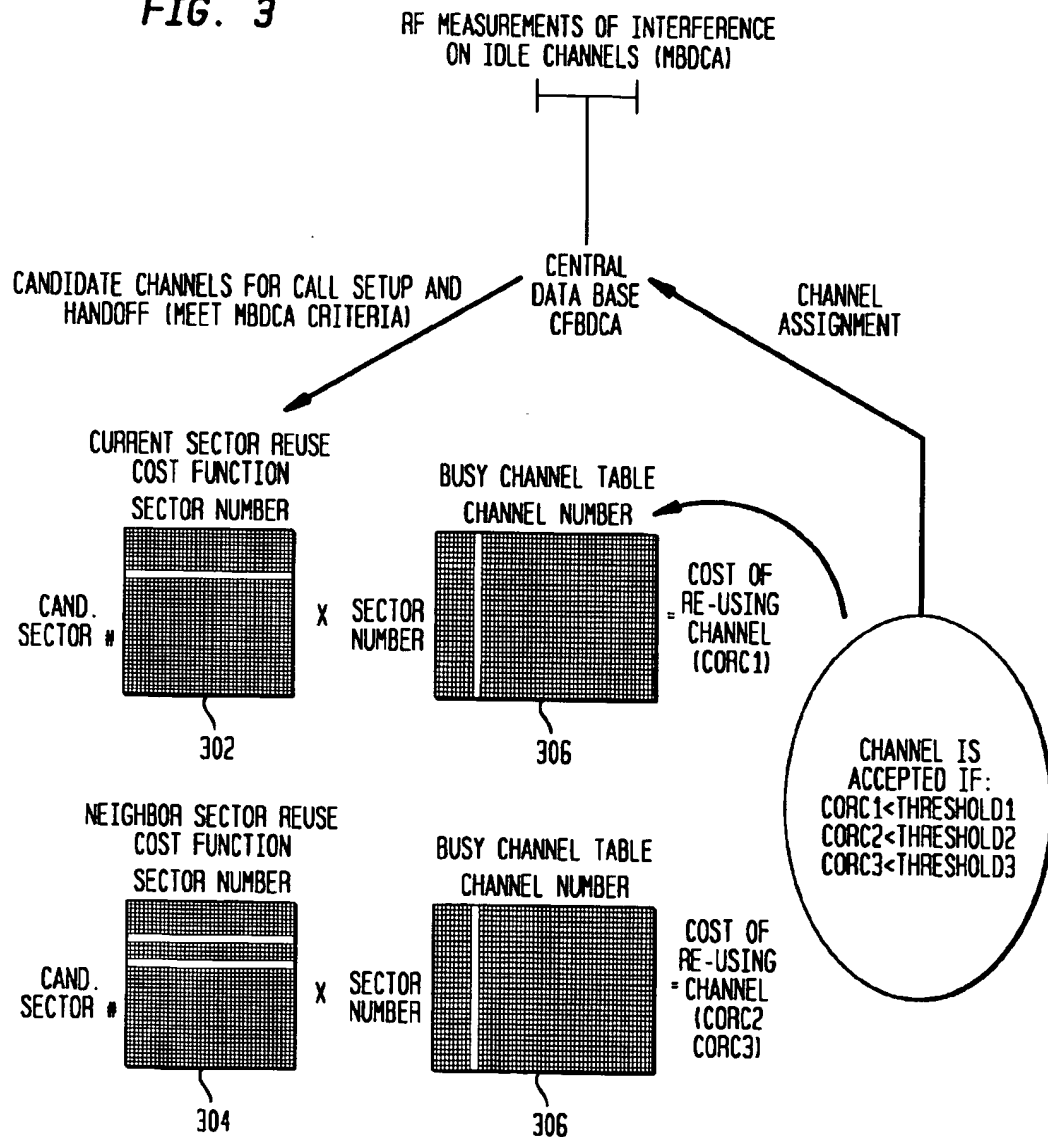 FIG. 3
RF MEASUREMENTS OF INTERFERENCE
ON IDLE CHANNELS (MBDCA)
CANDIDATE CHANNELS FOR CALL SETUP AND
HANDOFF (MEET MBDCA CRITERIA)
CENTRAL
DATA BASE
CFBDCA
CHANNEL
ASSIGNMENT
CURRENT SECTOR REUSE
COST FUNCTION
SECTOR NUMBER
CAND.
SECTOR #
302
X
BUSY CHANNEL TABLE
CHANNEL NUMBER
SECTOR
NUMBER
306
=
COST OF
RE-USING
CHANNEL
(CORC1)
CHANNEL IS
ACCEPTED IF:
CORC1<THRESHOLD1
CORC2<THRESHOLD2
CORC3<THRESHOLD3
NEIGHBOR SECTOR REUSE
COST FUNCTION
SECTOR NUMBER
CAND.
SECTOR #
304
X
BUSY CHANNEL TABLE
CHANNEL NUMBER
SECTOR
NUMBER
306
COST OF
RE-USING
= CHANNEL
(CORC2
CORC3)